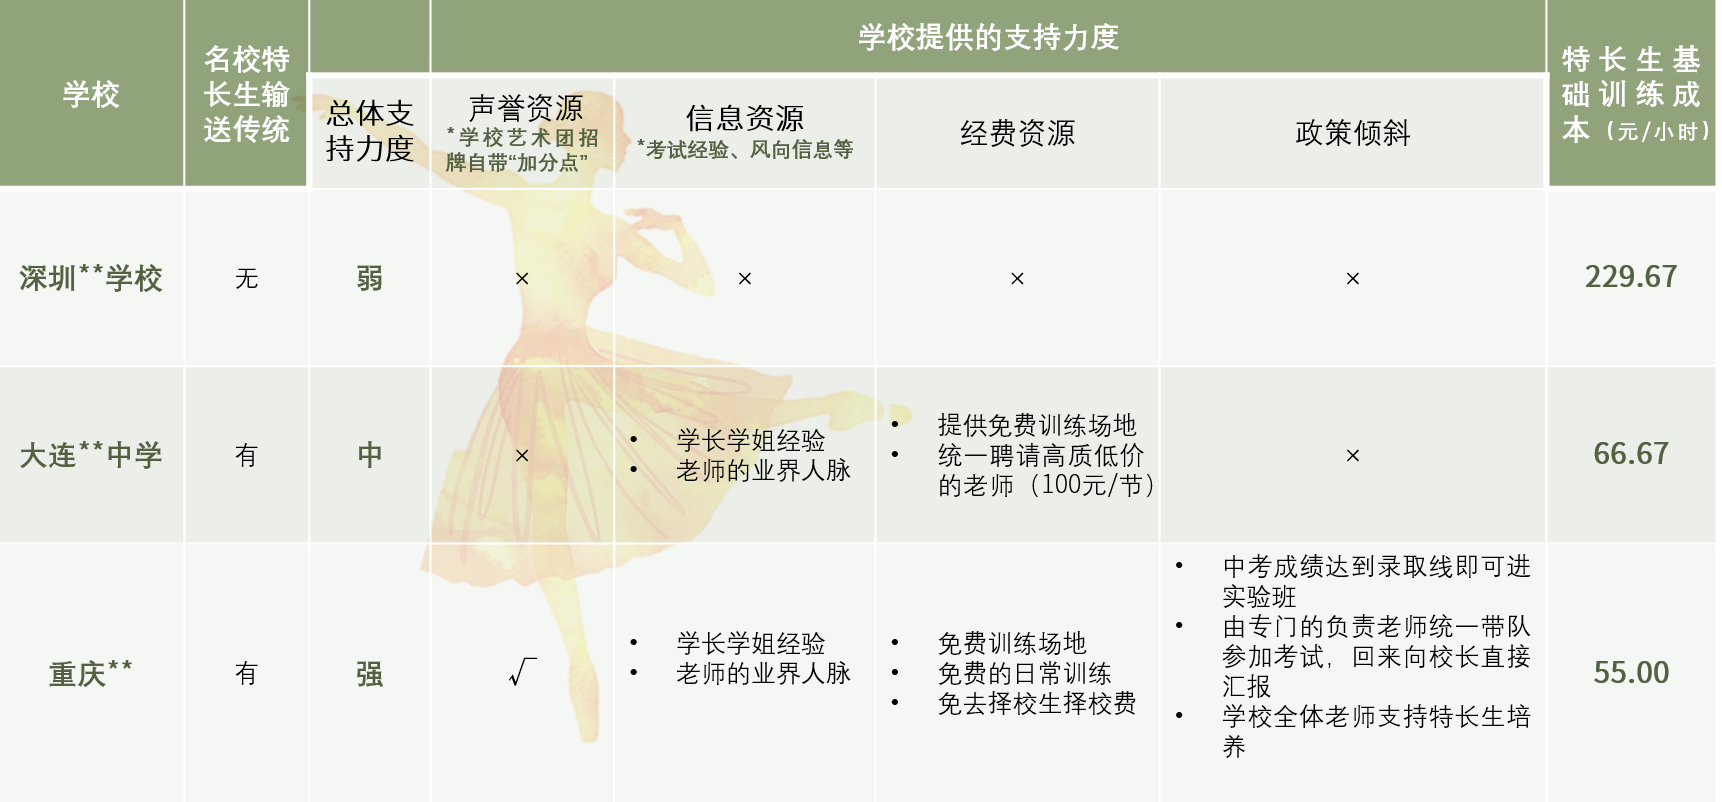 学校
名校特
长生输
送传统
学校提供的支持力度
特长生基
础训练成
本（元/小时）
总体支
持力度
声誉资源
*学校艺术团招
牌自带“加分点”
信息资源
*考试经验、风向信息等
经费资源
政策倾斜
深圳**学校
无
弱
×
×
×
×
229.67
大连**中学
有
中
×
• 学长学姐经验
• 老师的业界人脉
• 提供免费训练场地
• 统一聘请高质低价
的老师（100元/节）
×
66.67
重庆**
有
强
√
• 学长学姐经验
• 老师的业界人脉
• 免费训练场地
• 免费的日常训练
• 免去择校生择校费
• 中考成绩达到录取线即可进
实验班
• 由专门的负责老师统一带队
参加考试，回来向校长直接
汇报
• 学校全体老师支持特长生培
养
55.00